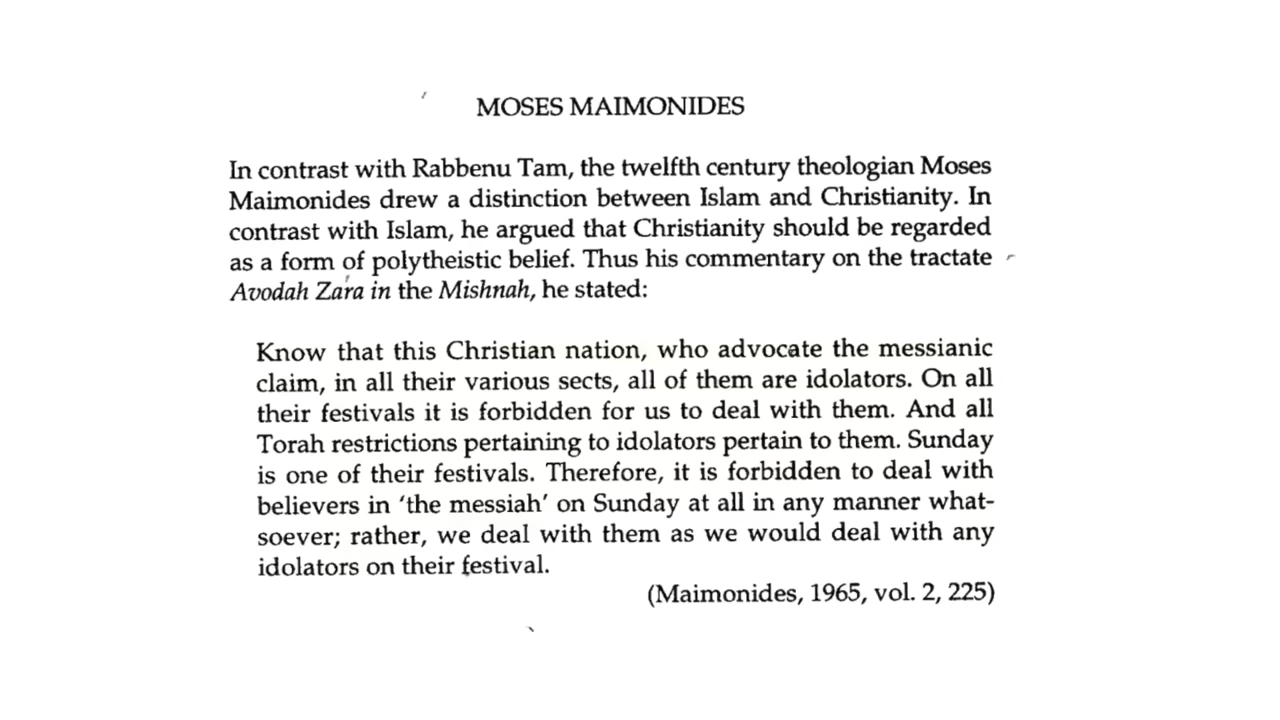 MOSES MAIMONIDES
In contrast with Rabbenu Tam, the twelfth century theologian Moses
Maimonides drew a distinction between Islam and Christianity. In
contrast with Islam, he argued that Christianity should be regarded
as a form of polytheistic belief. Thus his commentary on the tractate
Avodah Zara in the Mishnah, he stated:
Know that this Christian nation, who advocate the messianic
claim, in all their various sects, all of them are idolators. On all
their festivals it is forbidden for us to deal with them. And all
Torah restrictions pertaining to idolators pertain to them. Sunday
is one of their festivals. Therefore, it is forbidden to deal with
believers in 'the messiah' on Sunday at all in any manner what-
soever; rather, we deal with them as we would deal with any
idolators on their festival.
(Maimonides, 1965, vol. 2, 225)